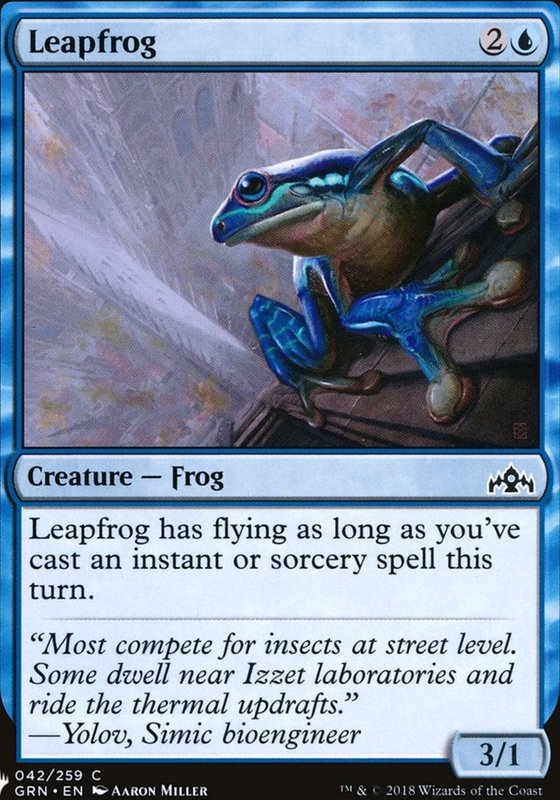 Leapfrog 2
Creature — Frog
Leapfrog has flying as long as you've
cast an instant or sorcery spell this
turn.
“Most compete for insects at street level.
Some dwell near Izzet laboratories and
ride the thermal updrafts.”
—Yolov, Simic bioengineer
3/1
042/259 C
GRN • EN Aaron Miller
™ & © 2018 Wizards of the Coast